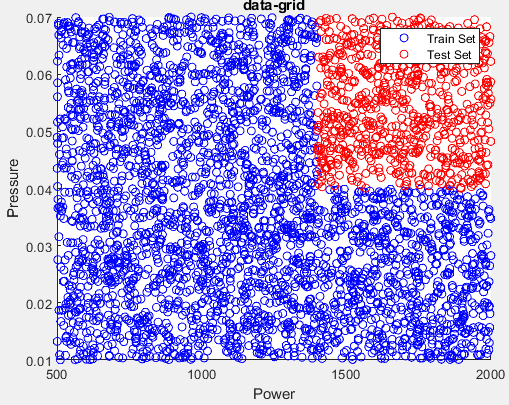 data-grid
0.07
0.06
0.05
0.04
0.03
0.02
0.01
Pressure
Train Set
Test Set
500
1000
1500
2000
Power